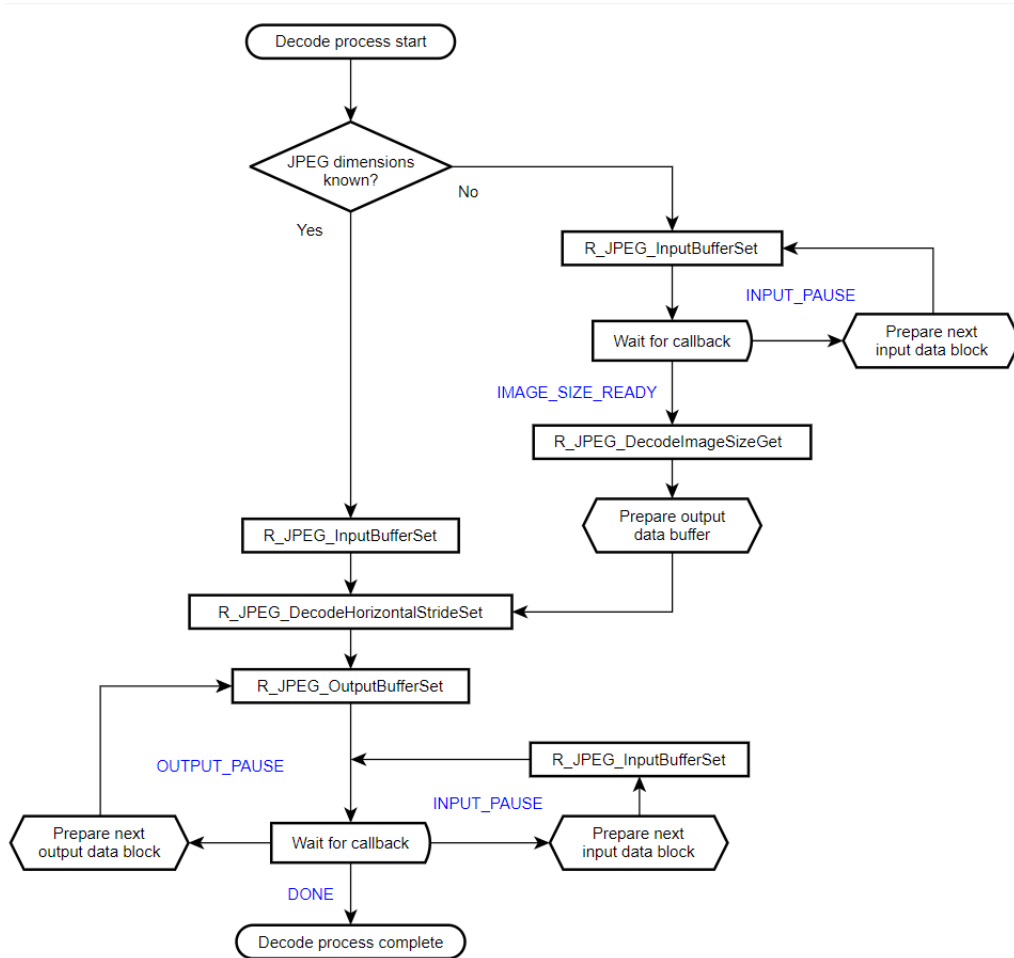 Decode process start
JPEG dimensions
known?
No
Yes
R_JPEG_InputBufferSet
INPUT_PAUSE
Wait for callback
Prepare next
input data block
IMAGE_SIZE_READY
R_JPEG_DecodeImageSizeGet
Prepare output
data buffer
R_JPEG_InputBufferSet
R_JPEG_DecodeHorizontalStrideSet
R_JPEG_OutputBufferSet
OUTPUT_PAUSE
R_JPEG_InputBufferSet
INPUT_PAUSE
Prepare next
output data block
Wait for callback
Prepare next
input data block
DONE
Decode process complete